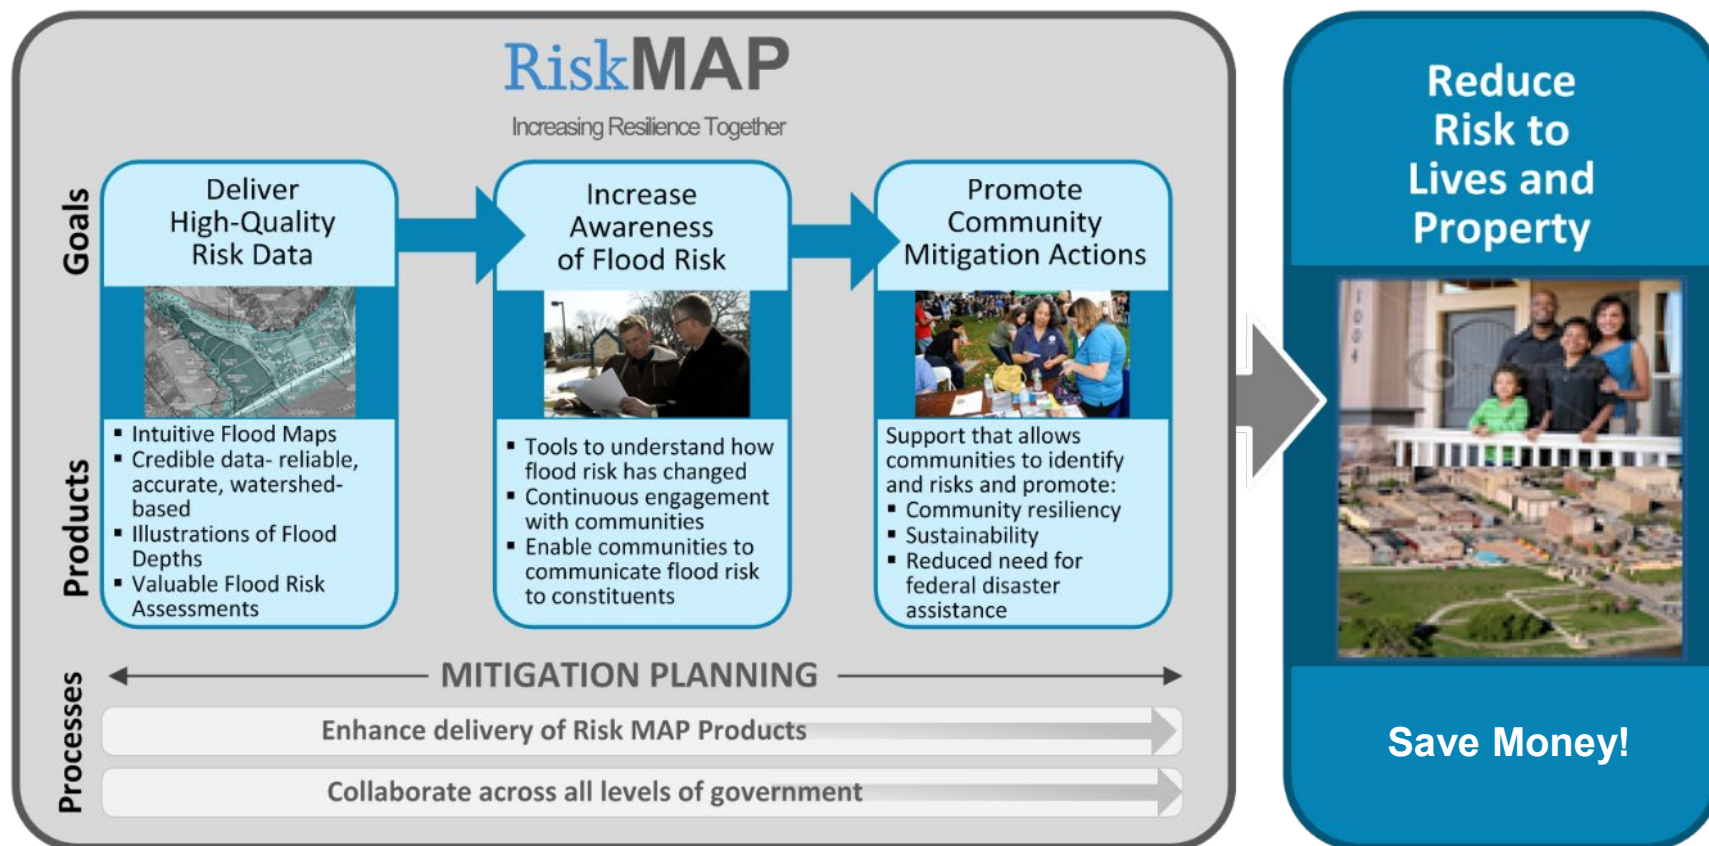 RiskMAP
Increasing Resilience Together
Goals
Deliver
High-Quality
Risk Data
Increase
Awareness
of Flood Risk
Promote
Community
Mitigation Actions
Products
▪ Intuitive Flood Maps
▪ Credible data- reliable,
accurate, watershed-
based
▪ Illustrations of Flood
Depths
▪ Valuable Flood Risk
Assessments
▪ Tools to understand how
flood risk has changed
▪ Continuous engagement
with communities
▪ Enable communities to
communicate flood risk
to constituents
Support that allows
communities to identify
and risks and promote:
▪ Community resiliency
▪ Sustainability
▪ Reduced need for
federal disaster
assistance
Processes
MITIGATION PLANNING
Enhance delivery of Risk MAP Products
Collaborate across all levels of government
Reduce
Risk to
Lives and
Property
1004
Save Money!